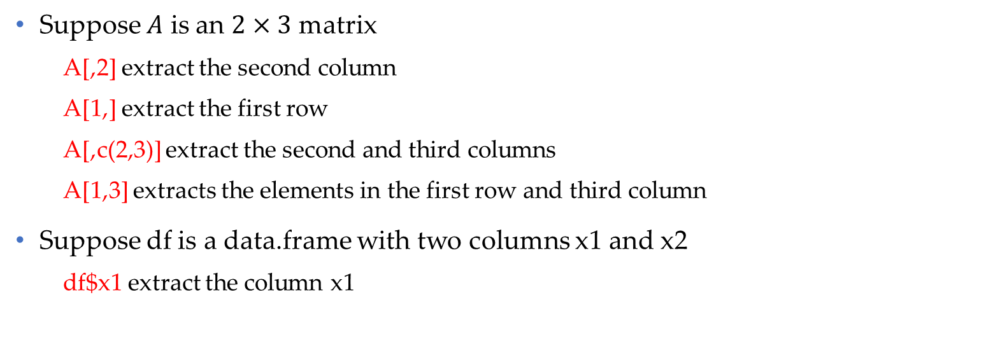 • Suppose A is an 2 × 3 matrix
A[,2] extract the second column
A[1,] extract the first row
A[,c(2,3)] extract the second and third columns
A[1,3] extracts the elements in the first row and third column
• Suppose df is a data.frame with two columns x1 and x2
df$x1 extract the column x1